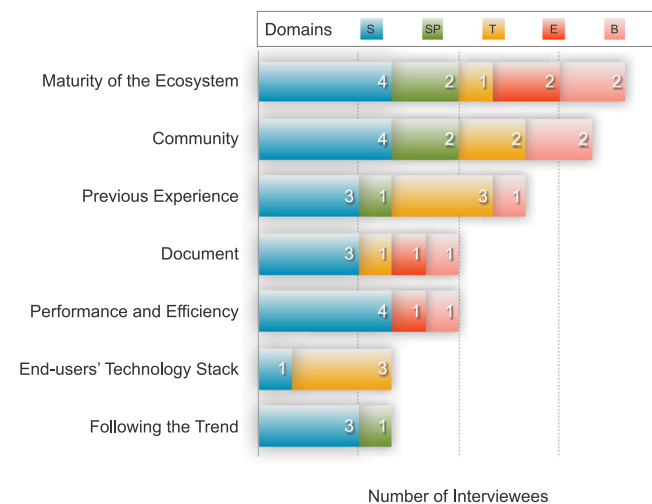 Domains S SP T E B
Maturity of the Ecosystem 4 2 1 2 2
Community 4 2 2 2
Previous Experience 3 1 3 1
Document 3 1 1 1
Performance and Efficiency 4 1 1
End-users’ Technology Stack 1 3
Following the Trend 3 1
Number of Interviewees